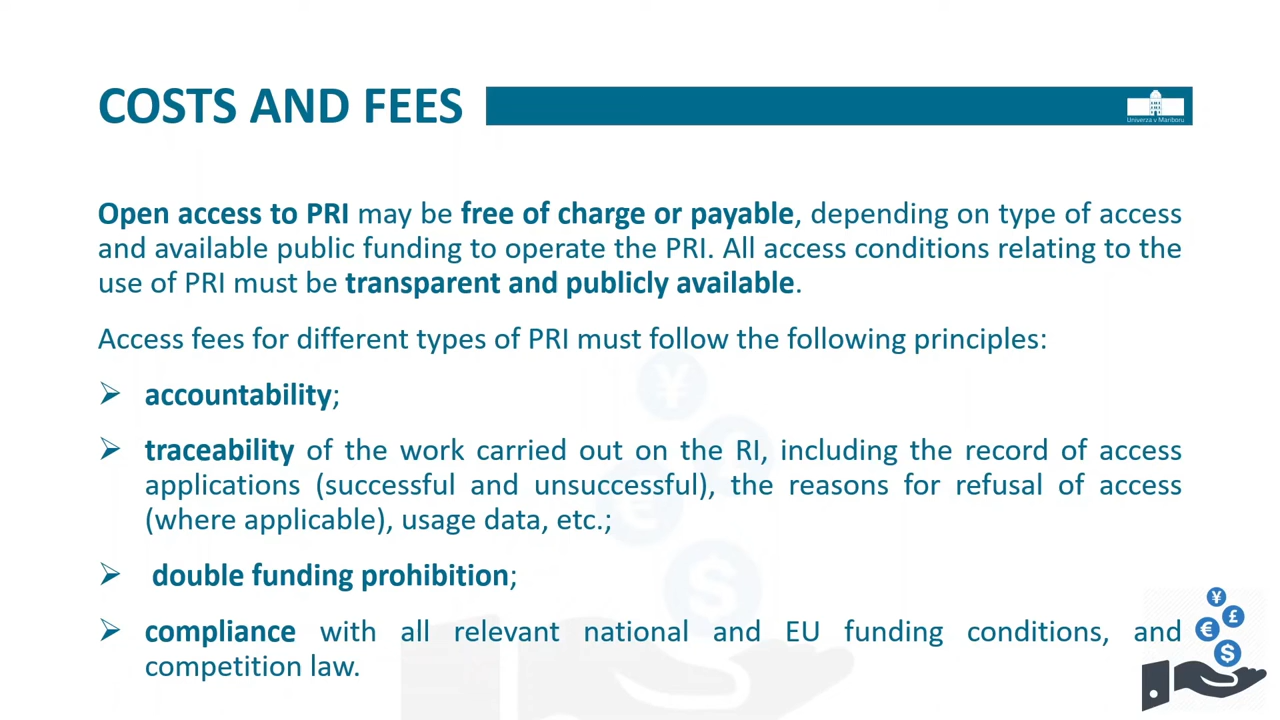 COSTS AND FEES
Univerza v Mariboru
Open access to PRI may be free of charge or payable, depending on type of access
and available public funding to operate the PRI. All access conditions relating to the
use of PRI must be transparent and publicly available.
Access fees for different types of PRI must follow the following principles:
➢ accountability;
➢ traceability of the work carried out on the RI, including the record of access
applications (successful and unsuccessful), the reasons for refusal of access
(where applicable), usage data, etc.;
➢ double funding prohibition;
➢ compliance with all relevant national and EU funding conditions, and
competition law.
¥
£
€
$